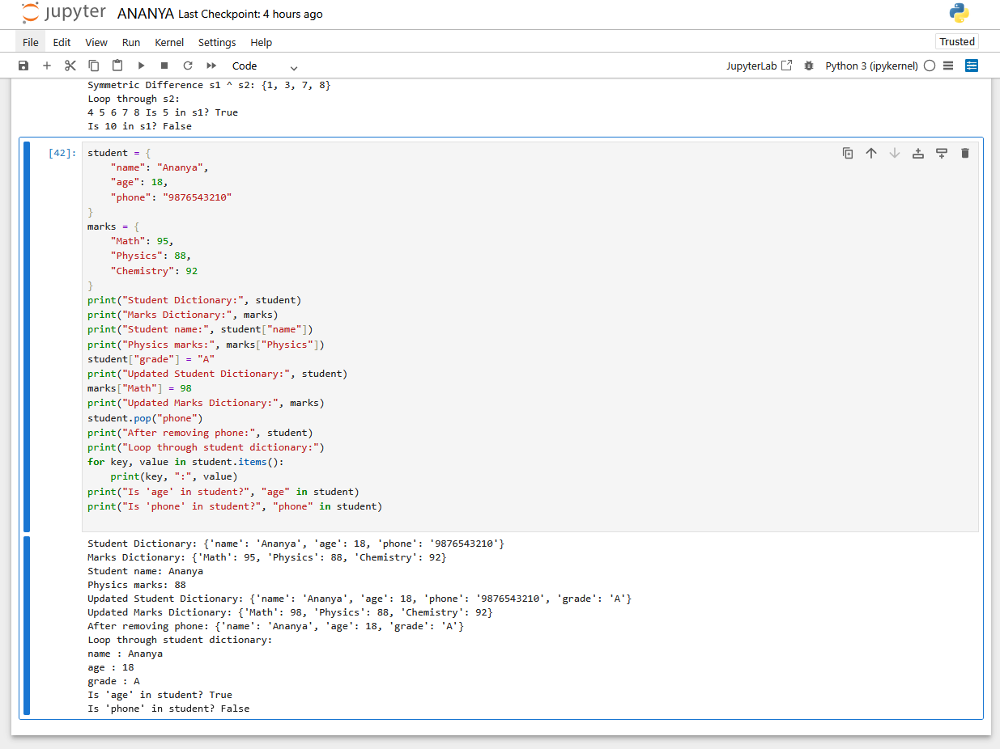 jupyter ANANYA Last Checkpoint: 4 hours ago
File Edit View Run Kernel Settings Help Trusted
Code JupyterLab Python 3 (ipykernel)
Symmetric Difference s1 ^ s2: {1, 3, 7, 8}
Loop through s2:
4 5 6 7 8 Is 5 in s1? True
Is 10 in s1? False
[42]: student = {
    "name": "Ananya",
    "age": 18,
    "phone": "9876543210"
}
marks = {
    "Math": 95,
    "Physics": 88,
    "Chemistry": 92
}
print("Student Dictionary:", student)
print("Marks Dictionary:", marks)
print("Student name:", student["name"])
print("Physics marks:", marks["Physics"])
student["grade"] = "A"
print("Updated Student Dictionary:", student)
marks["Math"] = 98
print("Updated Marks Dictionary:", marks)
student.pop("phone")
print("After removing phone:", student)
print("Loop through student dictionary:")
for key, value in student.items():
    print(key, ":", value)
print("Is 'age' in student?", "age" in student)
print("Is 'phone' in student?", "phone" in student)
Student Dictionary: {'name': 'Ananya', 'age': 18, 'phone': '9876543210'}
Marks Dictionary: {'Math': 95, 'Physics': 88, 'Chemistry': 92}
Student name: Ananya
Physics marks: 88
Updated Student Dictionary: {'name': 'Ananya', 'age': 18, 'phone': '9876543210', 'grade': 'A'}
Updated Marks Dictionary: {'Math': 98, 'Physics': 88, 'Chemistry': 92}
After removing phone: {'name': 'Ananya', 'age': 18, 'grade': 'A'}
Loop through student dictionary:
name : Ananya
age : 18
grade : A
Is 'age' in student? True
Is 'phone' in student? False